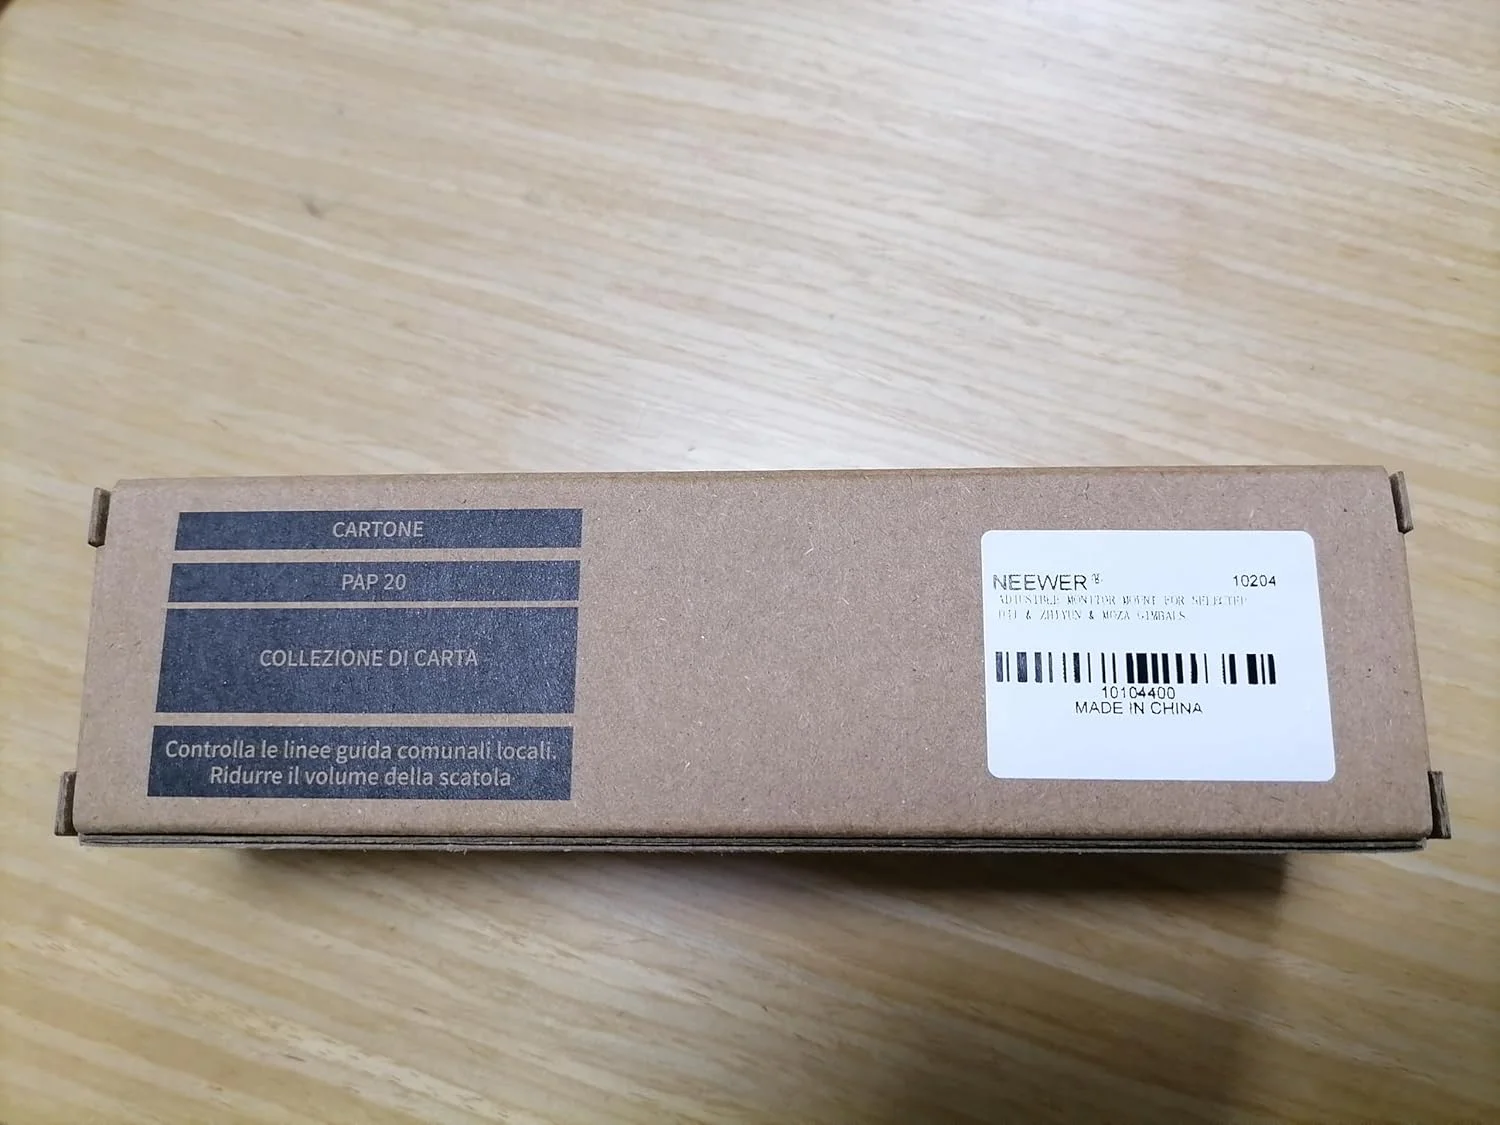 CARTONE
PAP 20
COLLEZIONE DI CARTA
Controlla le linee guida comunali locali.
Ridurre il volume della scatola
NEEWER® 10204
ADJUSTIBLE MONITOR MOUNT FOR SELECTED
DJI & ZHIYUN & MOZA GIMBALS
10104400
MADE IN CHINA